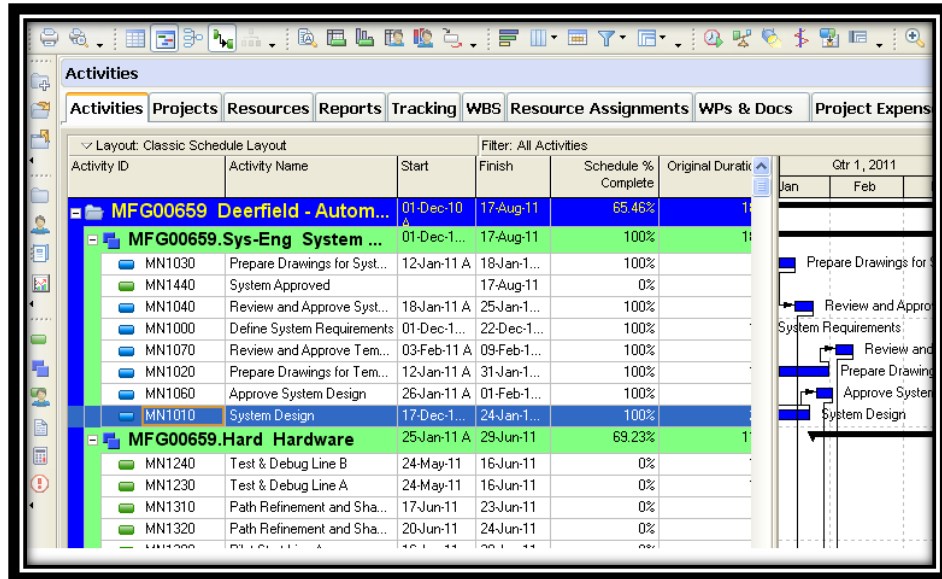 Activities
Activities Projects Resources Reports Tracking WBS Resource Assignments WPs & Docs Project Expens
Layout: Classic Schedule Layout Filter: All Activities
Activity ID Activity Name Start Finish Schedule % Complete Original Duratic Qtr 1, 2011
Jan Feb
MFG00659 Deerfield - Autom... 01-Dec-10 A 17-Aug-11 65.46%
MFG00659.Sys-Eng System ... 01-Dec-1... 17-Aug-11 100%
MN1030 Prepare Drawings for Syst... 12-Jan-11 A 18-Jan-1... 100% Prepare Drawings for S
MN1440 System Approved 17-Aug-11 0%
MN1040 Review and Approve Syst... 18-Jan-11 A 25-Jan-1... 100% Review and Appro
MN1000 Define System Requirements 01-Dec-1... 22-Dec-1... 100% System Requirements
MN1070 Review and Approve Tem... 03-Feb-11 A 09-Feb-1... 100% Review and
MN1020 Prepare Drawings for Tem... 12-Jan-11 A 31-Jan-1... 100% Prepare Drawing
MN1060 Approve System Design 26-Jan-11 A 01-Feb-1... 100% Approve System
MN1010 System Design 17-Dec-1... 24-Jan-1... 100% System Design
MFG00659.Hard Hardware 25-Jan-11 A 29-Jun-11 69.23%
MN1240 Test & Debug Line B 24-May-11 16-Jun-11 0%
MN1230 Test & Debug Line A 24-May-11 16-Jun-11 0%
MN1310 Path Refinement and Sha... 17-Jun-11 23-Jun-11 0%
MN1320 Path Refinement and Sha... 20-Jun-11 24-Jun-11 0%